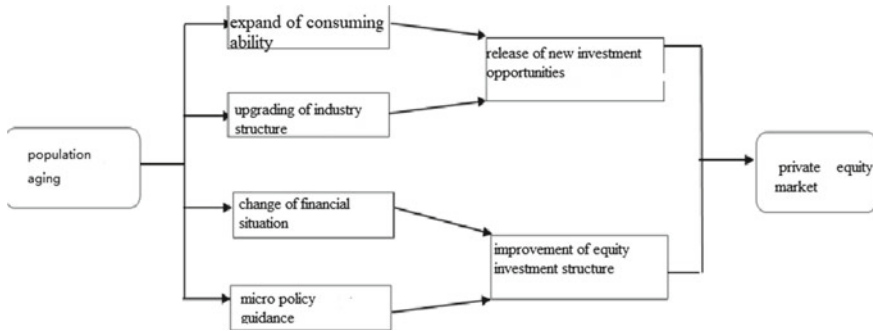 expand of consuming
ability
release of new investment
opportunities
upgrading of industry
structure
population
aging
private equity
market
change of financial
situation
improvement of equity
investment structure
micro policy
guidance